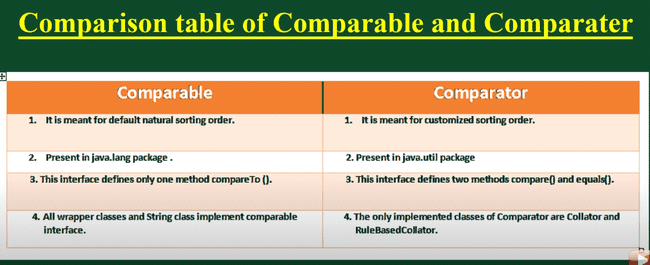 Comparison table of Comparable and Comparater
Comparable
Comparator
1. It is meant for default natural sorting order.
1. It is meant for customized sorting order.
2. Present in java.lang package .
2. Present in java.util package
3. This interface defines only one method compareTo ().
3. This interface defines two methods compare() and equals().
4. All wrapper classes and String class implement comparable
interface.
4. The only implemented classes of Comparator are Collator and
RuleBasedCollator.